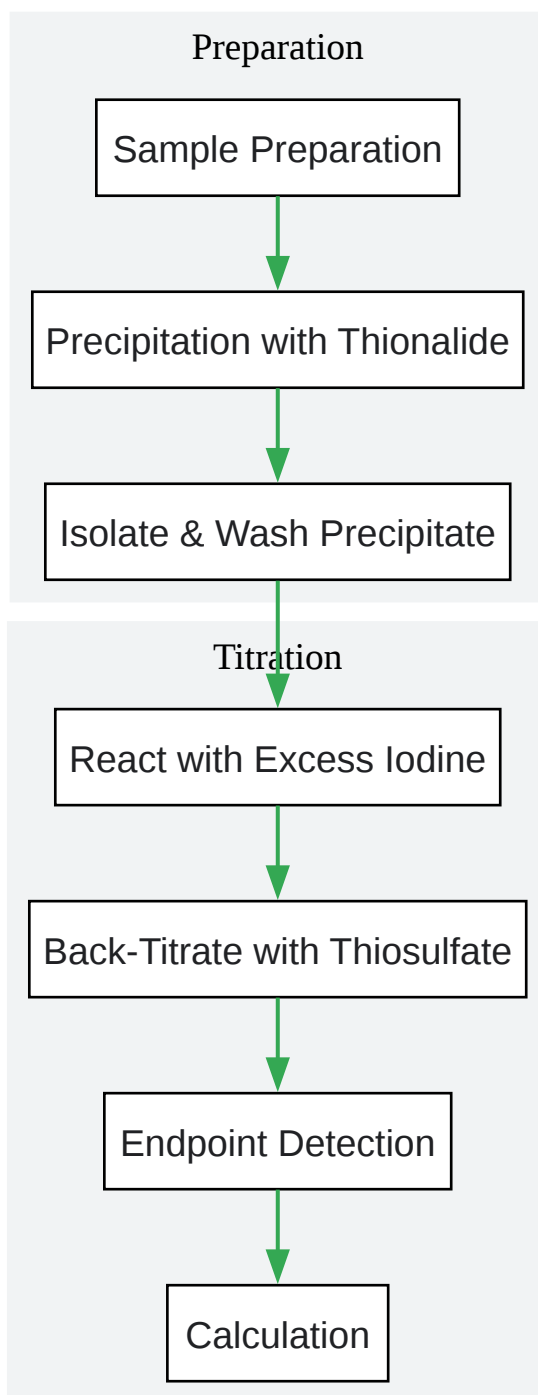 Preparation
Sample Preparation
Precipitation with Thionalide
Isolate & Wash Precipitate
Titration
React with Excess Iodine
Back-Titrate with Thiosulfate
Endpoint Detection
Calculation